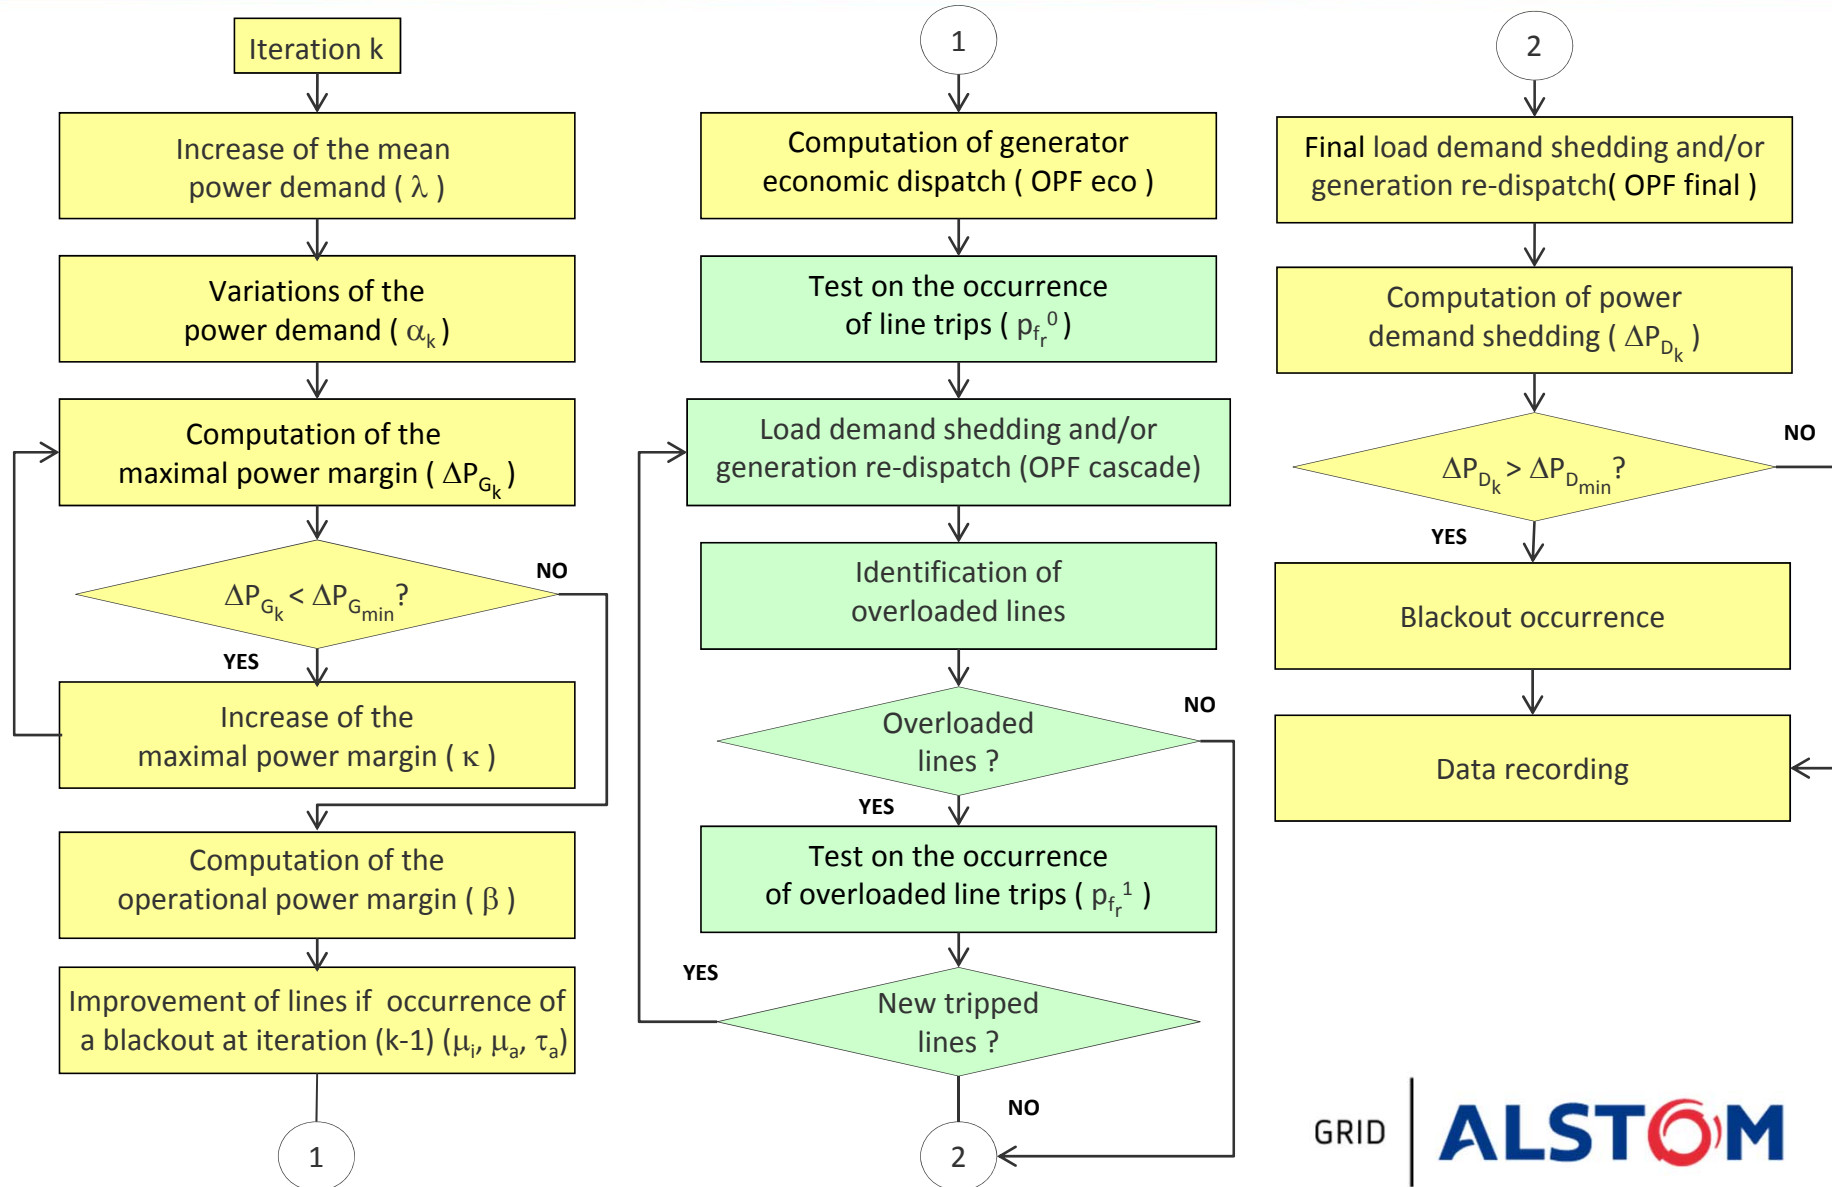 Iteration k
Increase of the mean
power demand ( λ )
Variations of the
power demand ( αk )
Computation of the
maximal power margin ( ΔPGk )
ΔPGk < ΔPGmin?
NO
YES
Increase of the
maximal power margin ( κ )
Computation of the
operational power margin ( β )
Improvement of lines if occurrence of
a blackout at iteration (k-1) (μi, μa, τa)
1
1
Computation of generator
economic dispatch ( OPF eco )
Test on the occurrence
of line trips ( pfr0 )
Load demand shedding and/or
generation re-dispatch (OPF cascade)
Identification of
overloaded lines
Overloaded
lines ?
NO
YES
Test on the occurrence
of overloaded line trips ( pfr1 )
YES
New tripped
lines ?
NO
2
2
Final load demand shedding and/or
generation re-dispatch( OPF final )
Computation of power
demand shedding ( ΔPDk )
ΔPDk > ΔPDmin?
NO
YES
Blackout occurrence
Data recording
GRID
ALSTOM